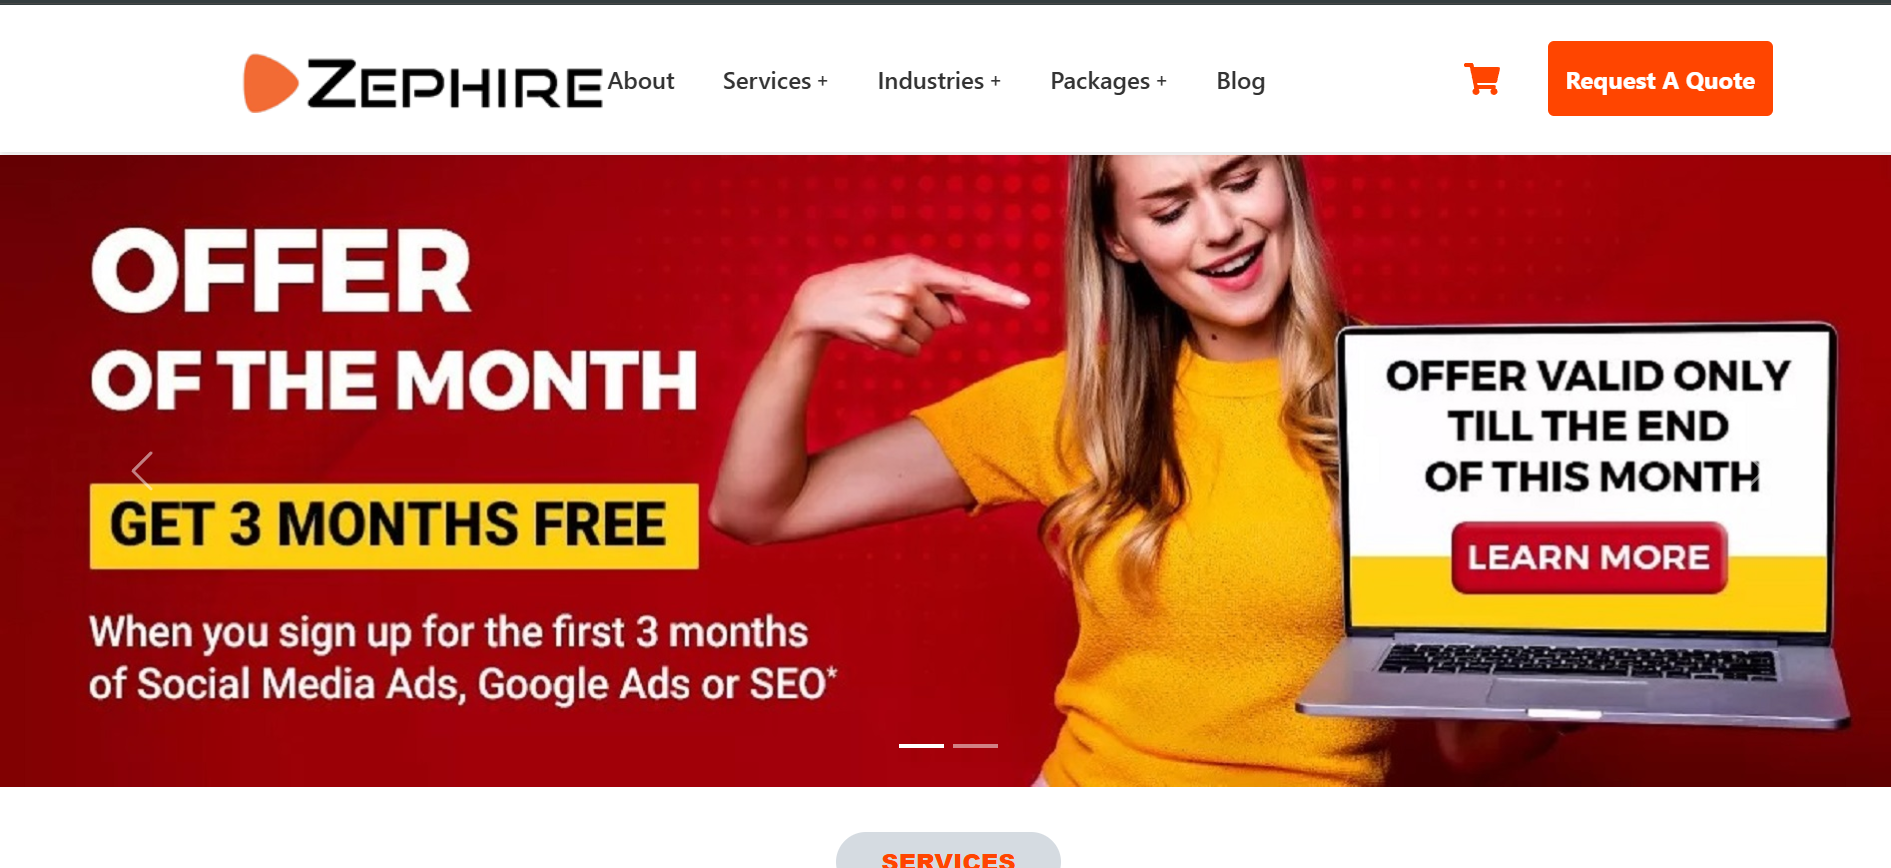 ZEPHIRE
About
Services +
Industries +
Packages +
Blog
Request A Quote
OFFER
OF THE MONTH
GET 3 MONTHS FREE
When you sign up for the first 3 months
of Social Media Ads, Google Ads or SEO*
OFFER VALID ONLY
TILL THE END
OF THIS MONTH
LEARN MORE
SERVICES